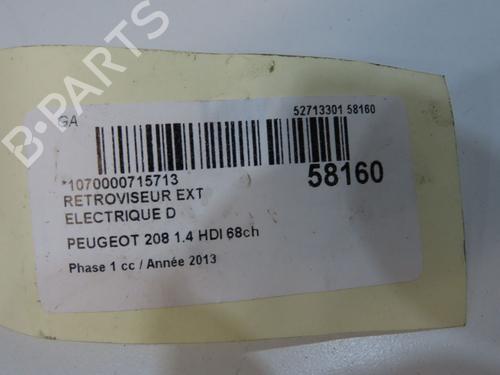 B-PARTS
GA
52713301 58160
*1070000715713
58160
RETROVISEUR EXT
ELECTRIQUE D
PEUGEOT 208 1.4 HDI 68ch
Phase 1 cc / Année 2013